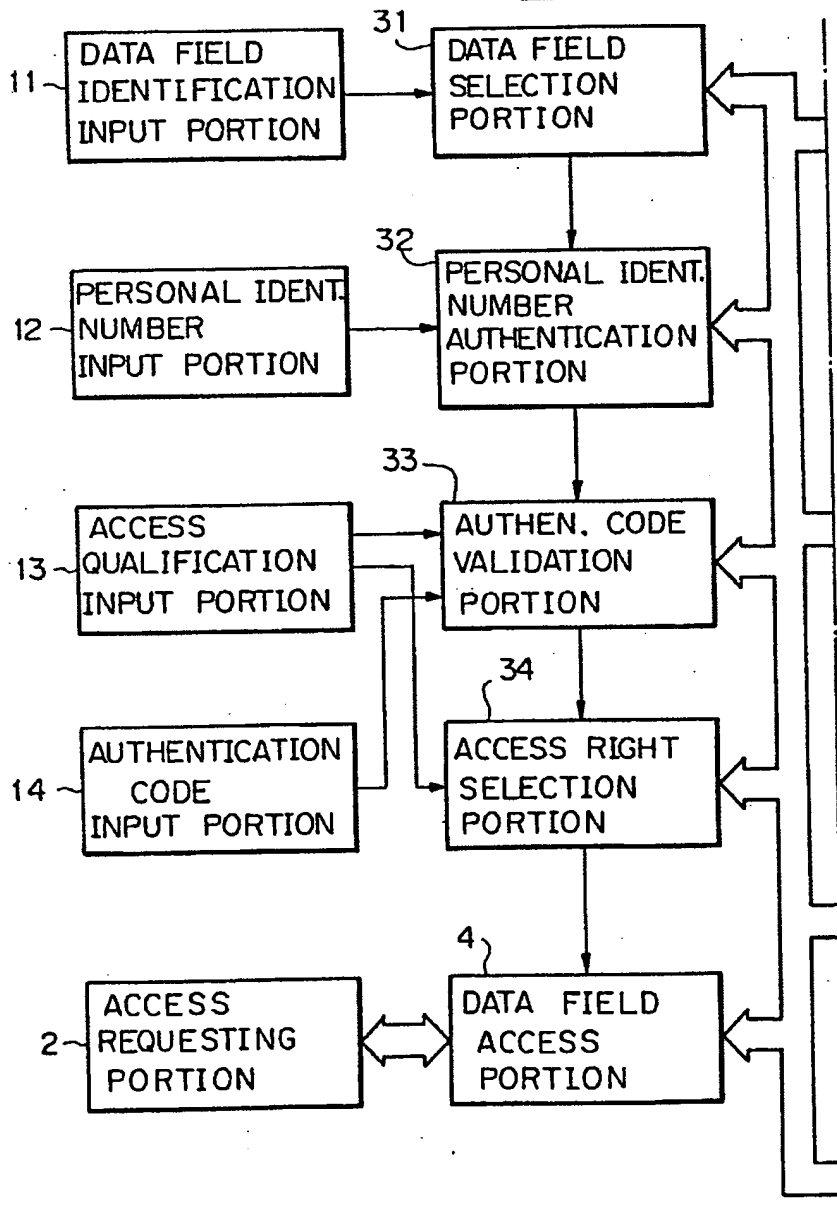 31
DATA FIELD
IDENTIFICATION
INPUT PORTION
11
DATA FIELD
SELECTION
PORTION
32
PERSONAL IDENT.
NUMBER
INPUT PORTION
12
PERSONAL IDENT.
NUMBER
AUTHENTICATION
PORTION
33
ACCESS
QUALIFICATION
INPUT PORTION
13
AUTHEN. CODE
VALIDATION
PORTION
34
AUTHENTICATION
CODE
INPUT PORTION
14
ACCESS RIGHT
SELECTION
PORTION
4
ACCESS
REQUESTING
PORTION
2
DATA FIELD
ACCESS
PORTION